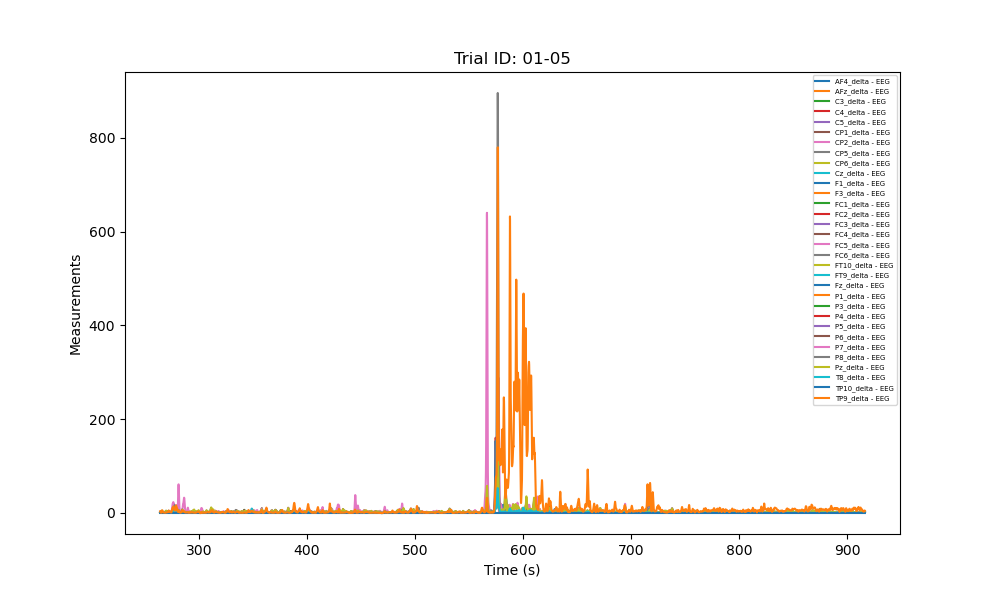 Trial ID: 01-05
AF4_delta - EEG
AFz_delta - EEG
C3_delta - EEG
C4_delta - EEG
C5_delta - EEG
CP1_delta - EEG
CP2_delta - EEG
CP5_delta - EEG
CP6_delta - EEG
Cz_delta - EEG
F1_delta - EEG
F3_delta - EEG
FC1_delta - EEG
FC2_delta - EEG
FC3_delta - EEG
FC4_delta - EEG
FC5_delta - EEG
FC6_delta - EEG
FT10_delta - EEG
FT9_delta - EEG
Fz_delta - EEG
P1_delta - EEG
P3_delta - EEG
P4_delta - EEG
P5_delta - EEG
P6_delta - EEG
P7_delta - EEG
P8_delta - EEG
Pz_delta - EEG
T8_delta - EEG
TP10_delta - EEG
TP9_delta - EEG
Measurements
800
600
400
200
0
300 400 500 600 700 800 900
Time (s)